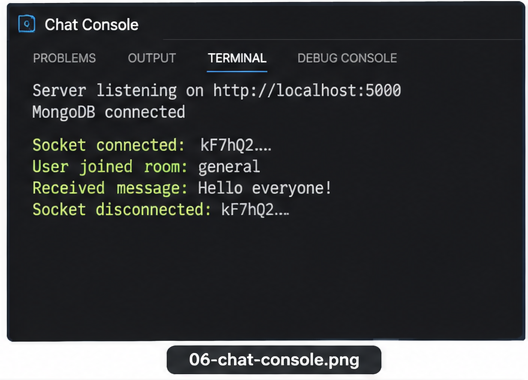 Chat Console
PROBLEMS OUTPUT TERMINAL DEBUG CONSOLE
Server listening on http://localhost:5000
MongoDB connected
Socket connected: kF7hQ2....
User joined room: general
Received message: Hello everyone!
Socket disconnected: kF7hQ2...
06-chat-console.png